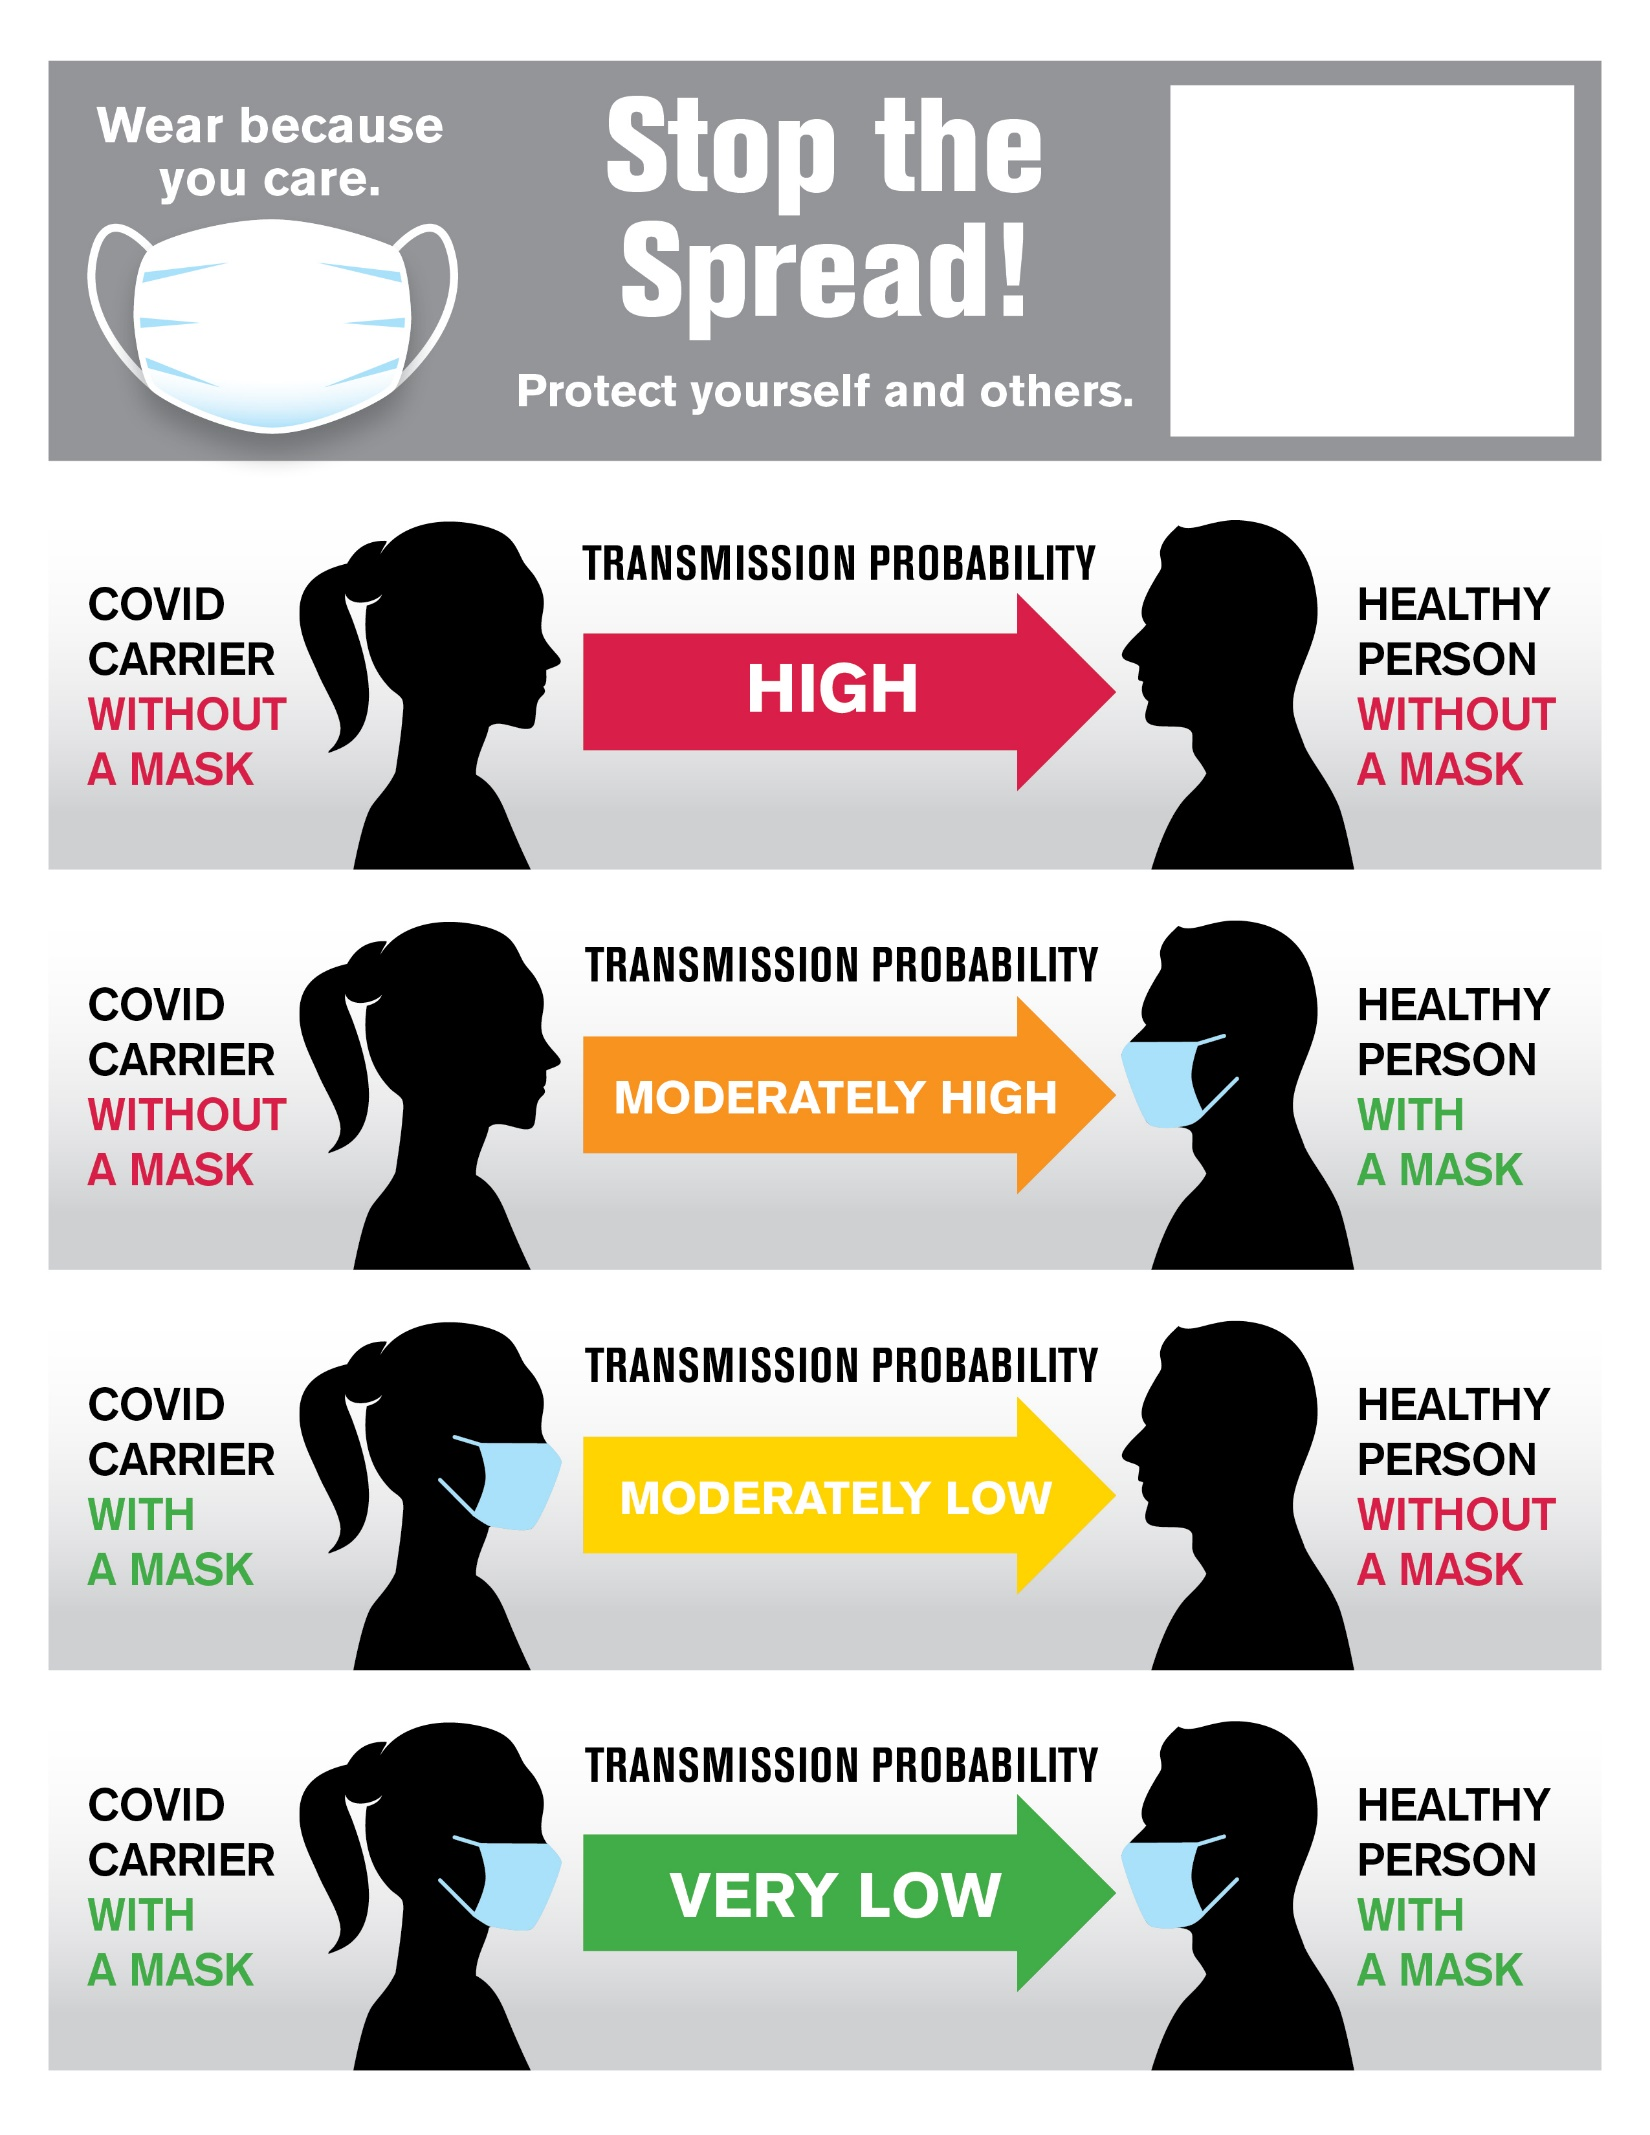 Wear because
you care.
Stop the
Spread!
Protect yourself and others.
COVID
CARRIER
WITHOUT
A MASK
TRANSMISSION PROBABILITY
HIGH
HEALTHY
PERSON
WITHOUT
A MASK
COVID
CARRIER
WITHOUT
A MASK
TRANSMISSION PROBABILITY
MODERATELY HIGH
HEALTHY
PERSON
WITH
A MASK
COVID
CARRIER
WITH
A MASK
TRANSMISSION PROBABILITY
MODERATELY LOW
HEALTHY
PERSON
WITHOUT
A MASK
COVID
CARRIER
WITH
A MASK
TRANSMISSION PROBABILITY
VERY LOW
HEALTHY
PERSON
WITH
A MASK